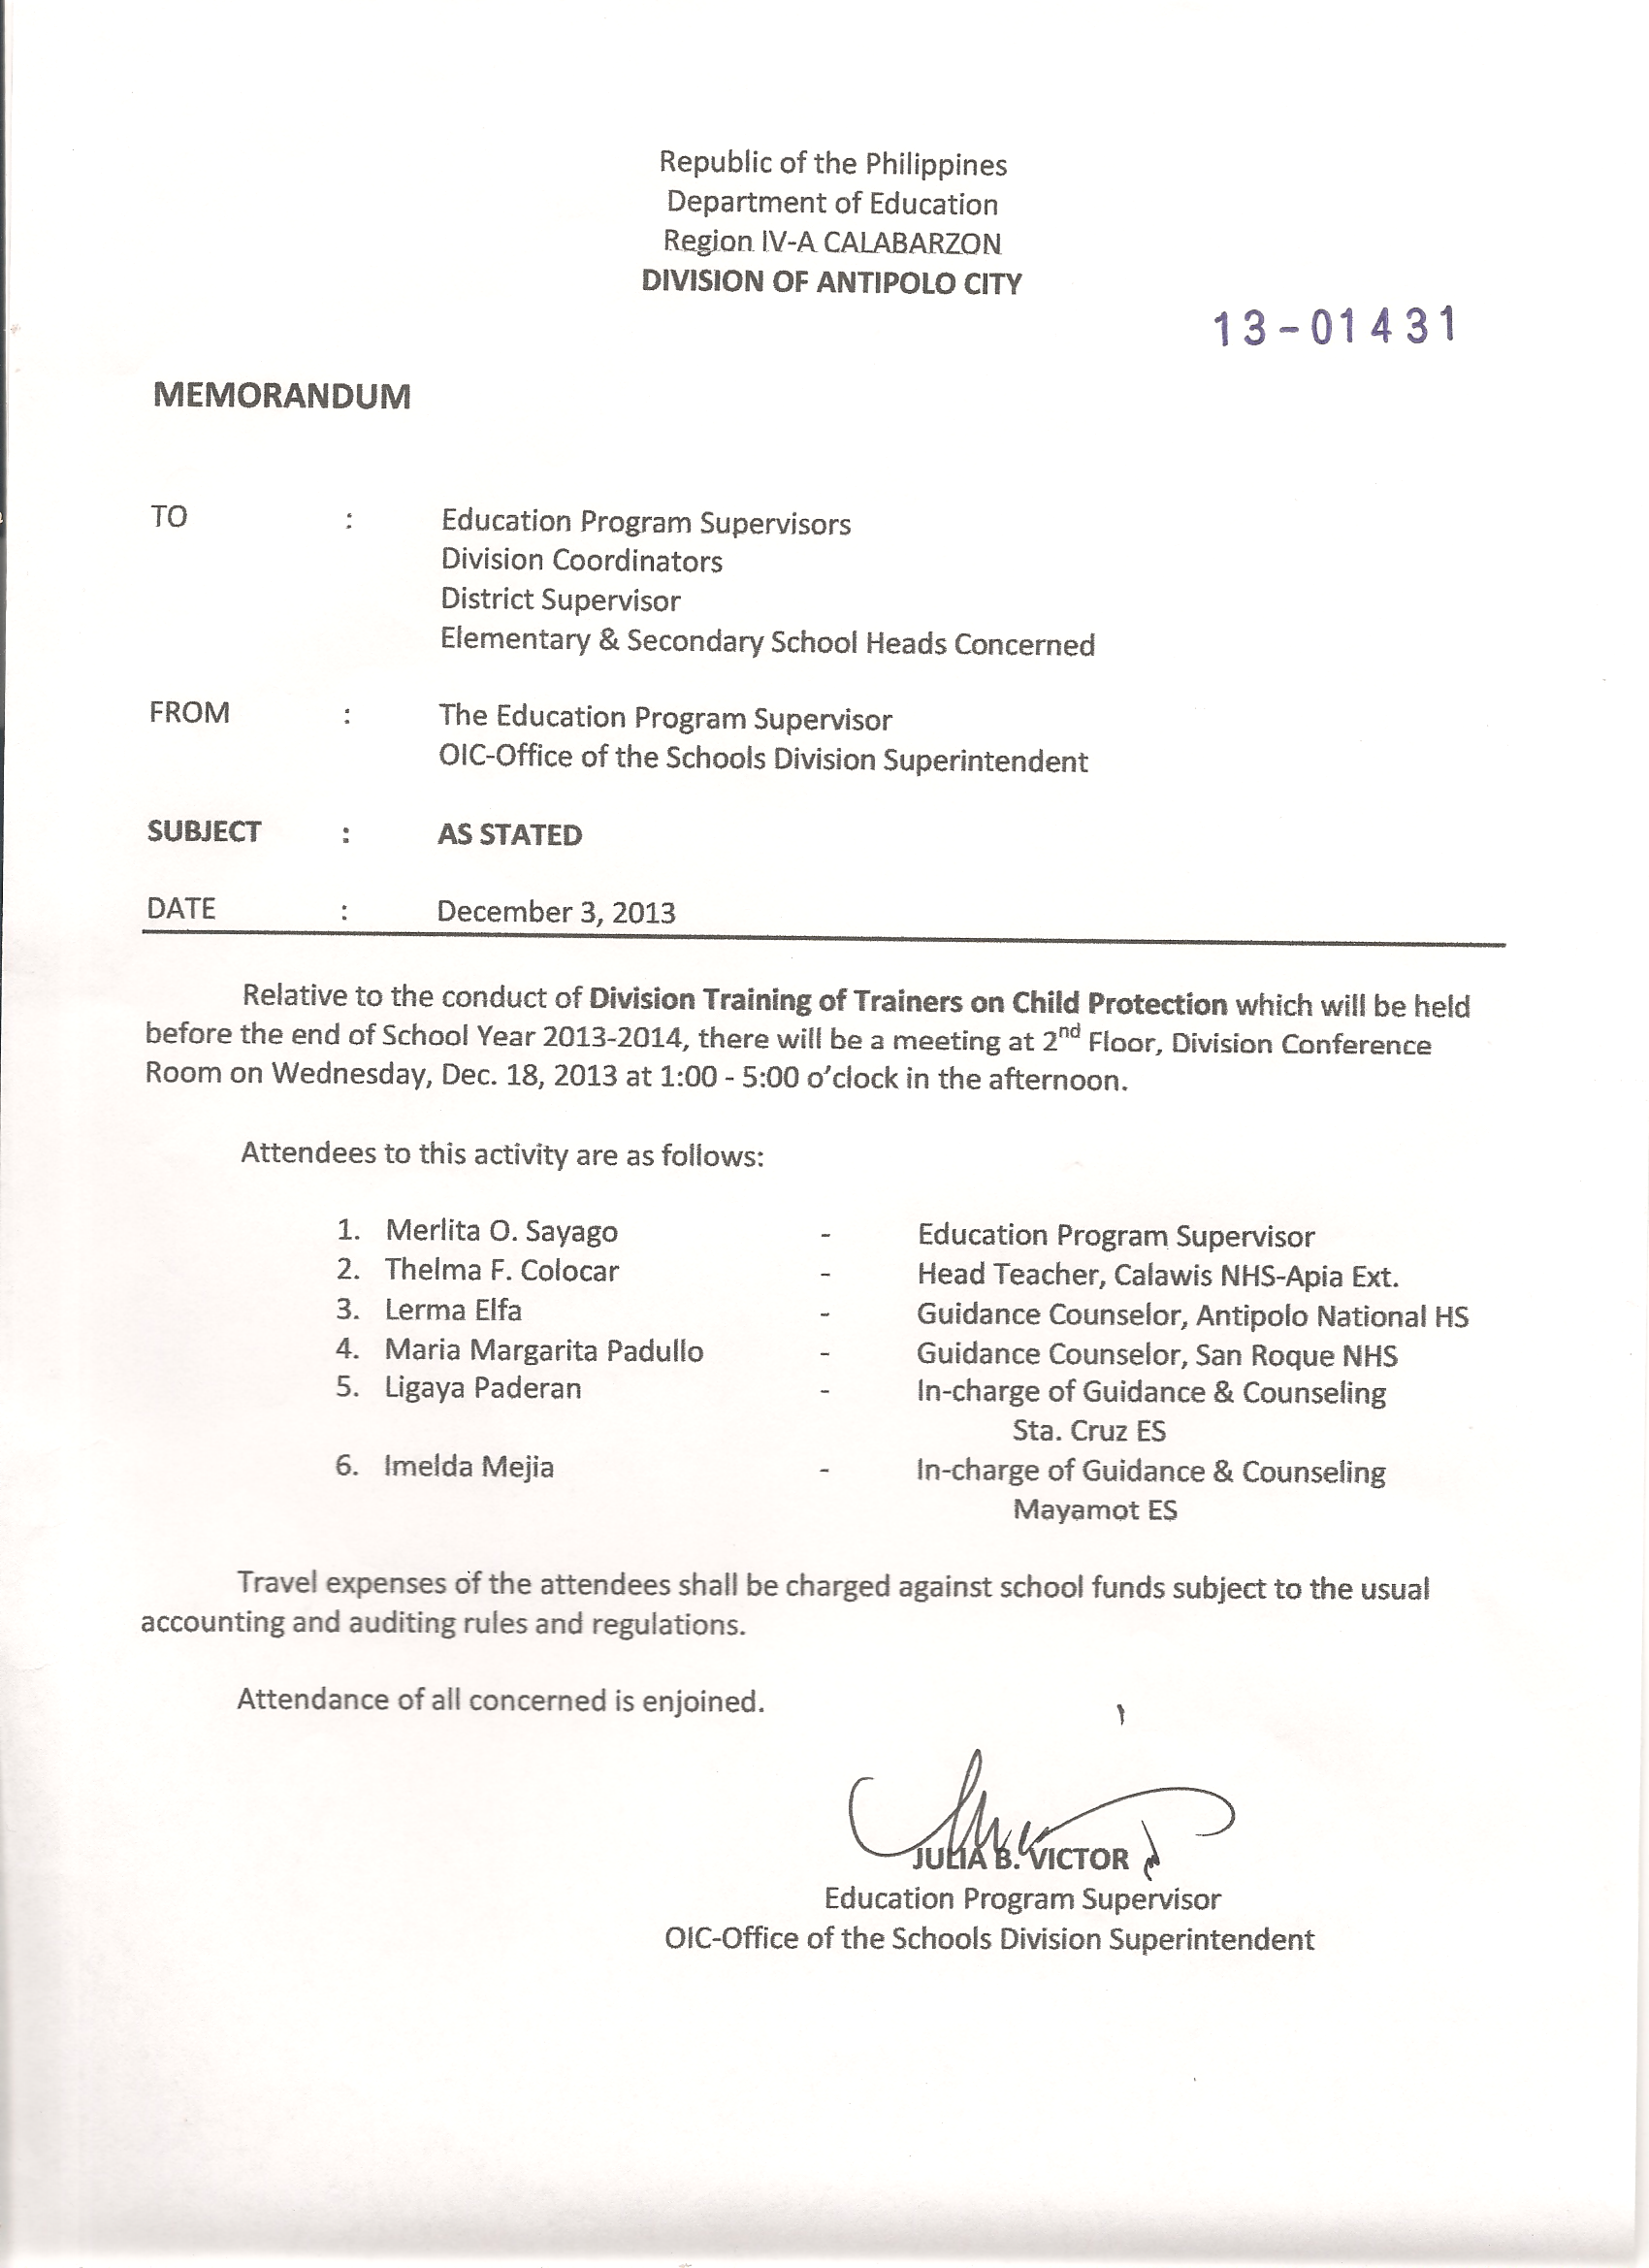 Republic of the Philippines
Department of Education
Region IV-A CALABARZON
DIVISION OF ANTIPOLO CITY
13-01431
MEMORANDUM
TO : Education Program Supervisors
Division Coordinators
District Supervisor
Elementary & Secondary School Heads Concerned
FROM : The Education Program Supervisor
OIC-Office of the Schools Division Superintendent
SUBJECT : AS STATED
DATE : December 3, 2013
Relative to the conduct of Division Training of Trainers on Child Protection which will be held
before the end of School Year 2013-2014, there will be a meeting at 2nd Floor, Division Conference
Room on Wednesday, Dec. 18, 2013 at 1:00 - 5:00 o'clock in the afternoon.
Attendees to this activity are as follows:
1. Merlita O. Sayago - Education Program Supervisor
2. Thelma F. Colocar - Head Teacher, Calawis NHS-Apia Ext.
3. Lerma Elfa - Guidance Counselor, Antipolo National HS
4. Maria Margarita Padullo - Guidance Counselor, San Roque NHS
5. Ligaya Paderan - In-charge of Guidance & Counseling
Sta. Cruz ES
6. Imelda Mejia - In-charge of Guidance & Counseling
Mayamot ES
Travel expenses of the attendees shall be charged against school funds subject to the usual
accounting and auditing rules and regulations.
Attendance of all concerned is enjoined.
JULIA B. VICTOR
Education Program Supervisor
OIC-Office of the Schools Division Superintendent